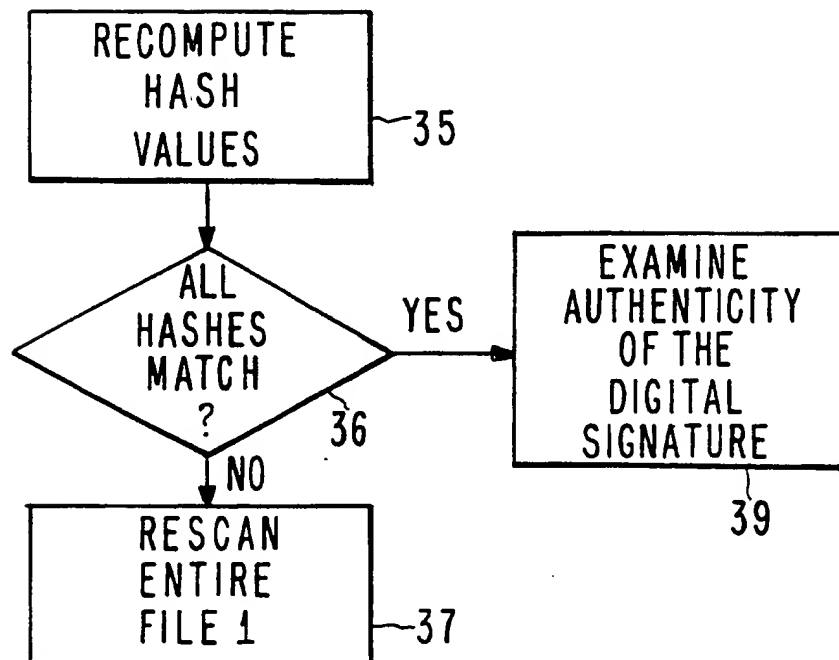 RECOMPUTE
HASH
VALUES
35
ALL
HASHES
MATCH
?
36
YES
EXAMINE
AUTHENTICITY
OF THE
DIGITAL
SIGNATURE
39
NO
RESCAN
ENTIRE
FILE 1
37